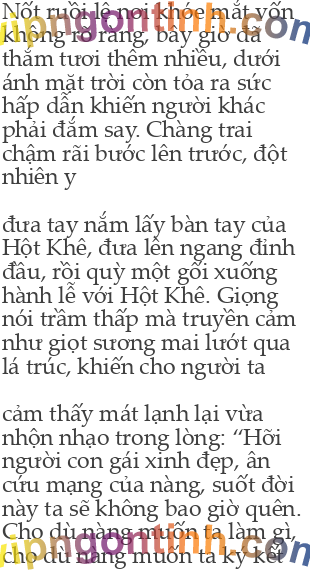 Nốt ruồi lệ nơi khóe mắt vốn
không rõ ràng, bây giờ đã
thắm tươi thêm nhiều, dưới
ánh mặt trời còn tỏa ra sức
hấp dẫn khiến người khác
phải đắm say. Chàng trai
chậm rãi bước lên trước, đột
nhiên y
đưa tay nắm lấy bàn tay của
Hột Khê, đưa lên ngang đỉnh
đầu, rồi quỳ một gối xuống
hành lễ với Hột Khê. Giọng
nói trầm thấp mà truyền cảm
như giọt sương mai lướt qua
lá trúc, khiến cho người ta
cảm thấy mát lạnh lại vừa
nhộn nhạo trong lòng: “Hỡi
người con gái xinh đẹp, ân
cứu mạng của nàng, suốt đời
này ta sẽ không bao giờ quên.
Cho dù nàng muốn ta làm gì,
cho dù nàng muốn ta ký kết
vipngontinh.com